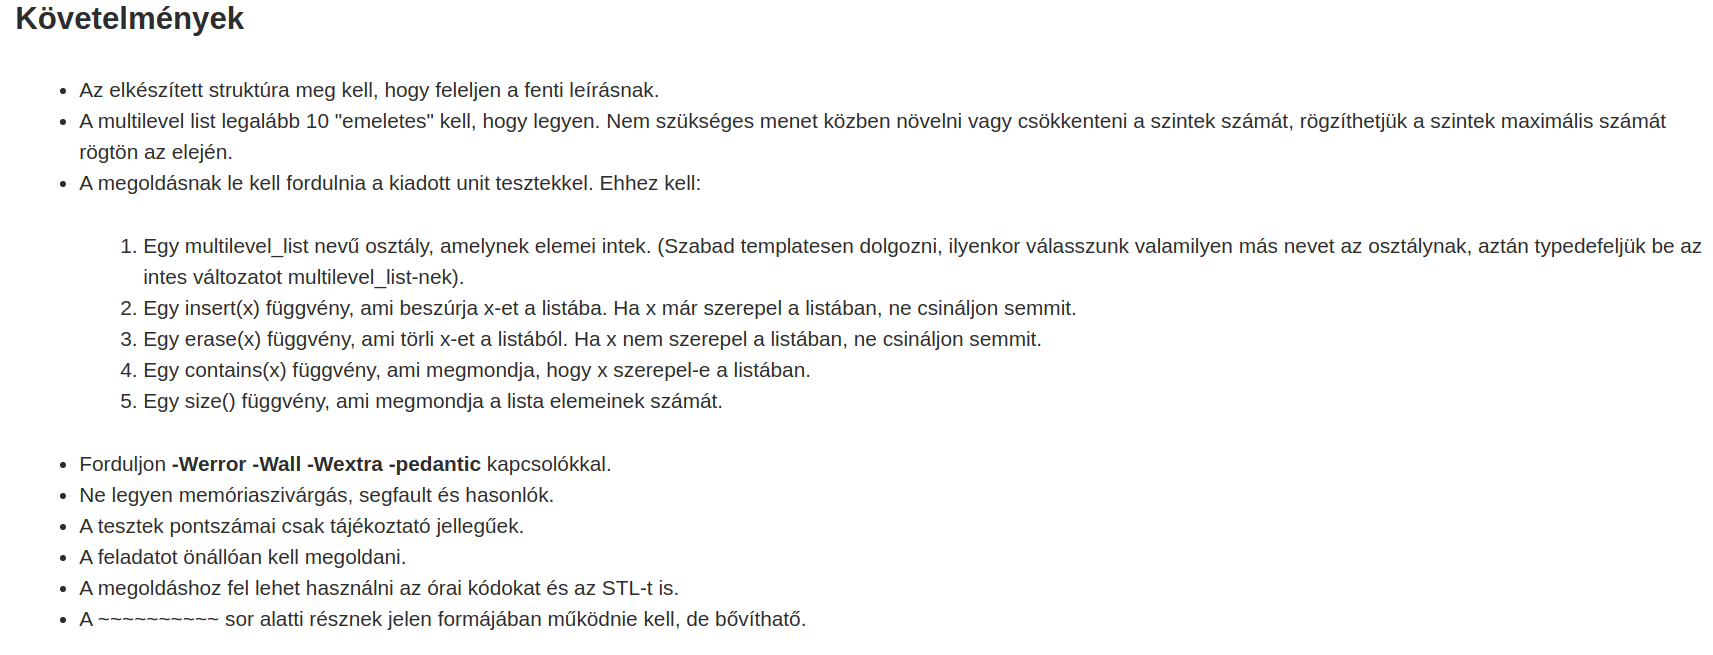 Követelmények
• Az elkészített struktúra meg kell, hogy feleljen a fenti leírásnak.
• A multilevel list legalább 10 "emeletes" kell, hogy legyen. Nem szükséges menet közben növelni vagy csökkenteni a szintek számát, rögzíthetjük a szintek maximális számát
rögtön az elején.
• A megoldásnak le kell fordulnia a kiadott unit tesztekkel. Ehhez kell:
1. Egy multilevel_list nevű osztály, amelynek elemei intek. (Szabad templatesen dolgozni, ilyenkor válasszunk valamilyen más nevet az osztálynak, aztán typedefeljük be az
intes változatot multilevel_list-nek).
2. Egy insert(x) függvény, ami beszúrja x-et a listába. Ha x már szerepel a listában, ne csináljon semmit.
3. Egy erase(x) függvény, ami törli x-et a listából. Ha x nem szerepel a listában, ne csináljon semmit.
4. Egy contains(x) függvény, ami megmondja, hogy x szerepel-e a listában.
5. Egy size() függvény, ami megmondja a lista elemeinek számát.
• Forduljon -Werror -Wall -Wextra -pedantic kapcsolókkal.
• Ne legyen memóriaszivárgás, segfault és hasonlók.
• A tesztek pontszámai csak tájékoztató jellegűek.
• A feladatot önállóan kell megoldani.
• A megoldáshoz fel lehet használni az órai kódokat és az STL-t is.
• A ~~~~~~~~~~ sor alatti résznek jelen formájában működnie kell, de bővítható.